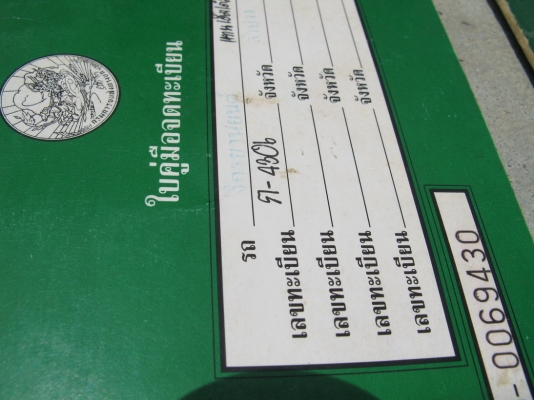 ใบคู่มือจดทะเบียน
รถ
เลขทะเบียน ค-4306 จังหวัด
เลขทะเบียน จังหวัด
เลขทะเบียน จังหวัด
เลขทะเบียน จังหวัด
- 0069430